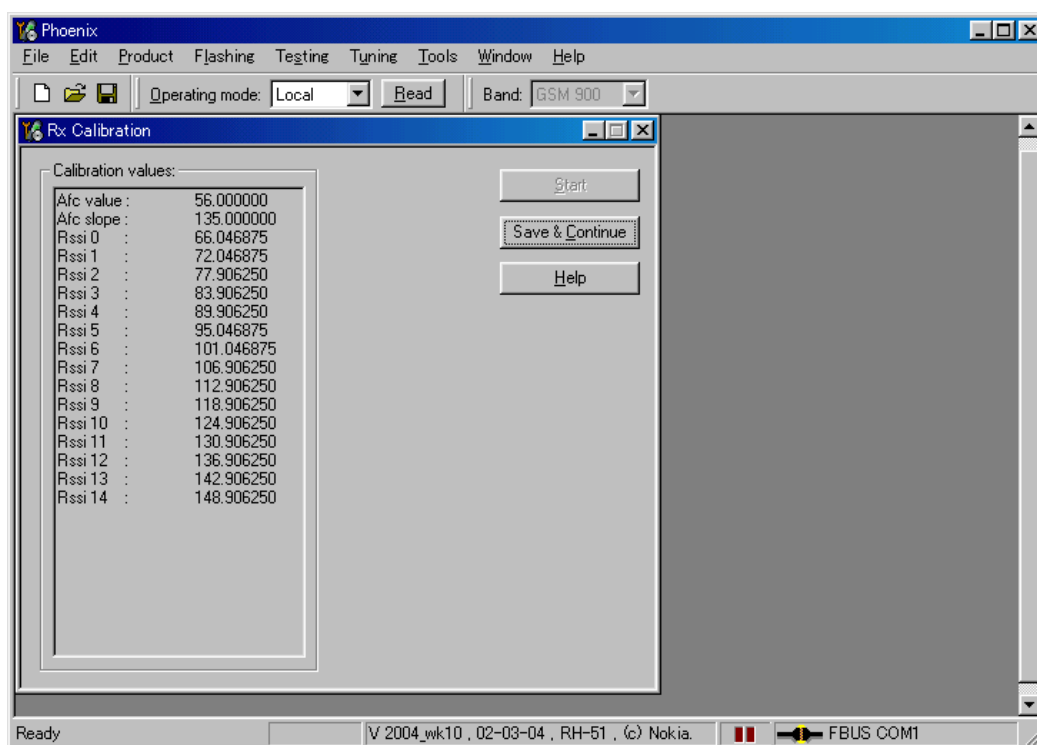 Phoenix
File Edit Product Flashing Testing Tuning Tools Window Help
Operating mode: Local Read Band: GSM 900
Rx Calibration
Calibration values:
Afc value : 56.000000
Afc slope : 135.000000
Rssi 0 : 66.046875
Rssi 1 : 72.046875
Rssi 2 : 77.906250
Rssi 3 : 83.906250
Rssi 4 : 89.906250
Rssi 5 : 95.046875
Rssi 6 : 101.046875
Rssi 7 : 106.906250
Rssi 8 : 112.906250
Rssi 9 : 118.906250
Rssi 10 : 124.906250
Rssi 11 : 130.906250
Rssi 12 : 136.906250
Rssi 13 : 142.906250
Rssi 14 : 148.906250
Start
Save & Continue
Help
Ready V 2004_wk10 , 02-03-04 , RH-51 , (c) Nokia. FBUS COM1